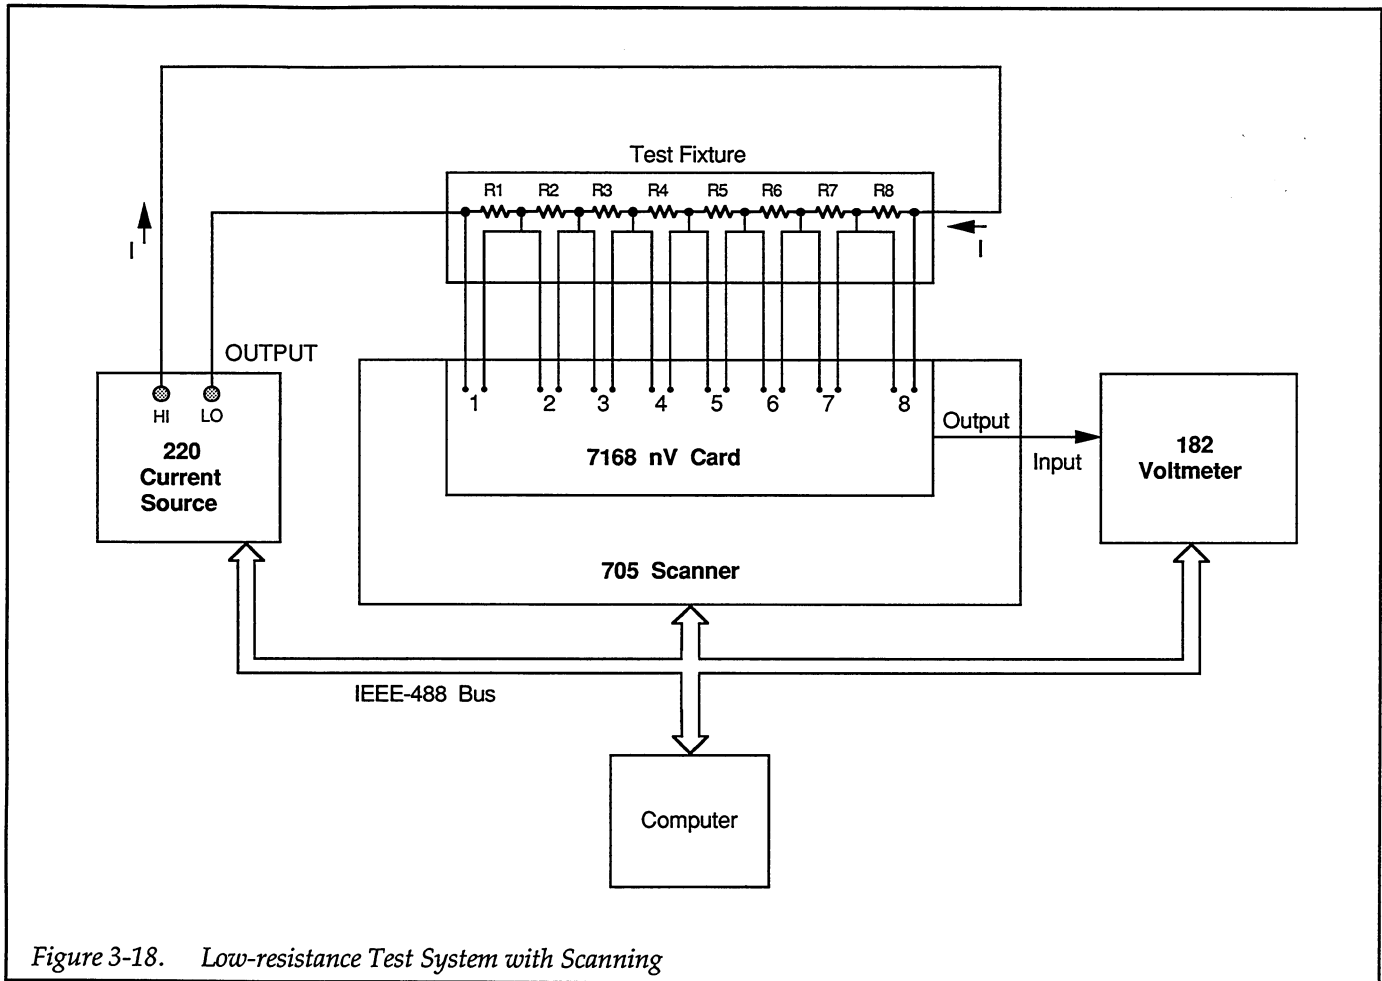 Test Fixture
R1 R2 R3 R4 R5 R6 R7 R8
I
I
OUTPUT
HI LO
220
Current
Source
1 2 3 4 5 6 7 8
7168 nV Card
Output
Input
182
Voltmeter
705 Scanner
IEEE-488 Bus
Computer
Figure 3-18. Low-resistance Test System with Scanning